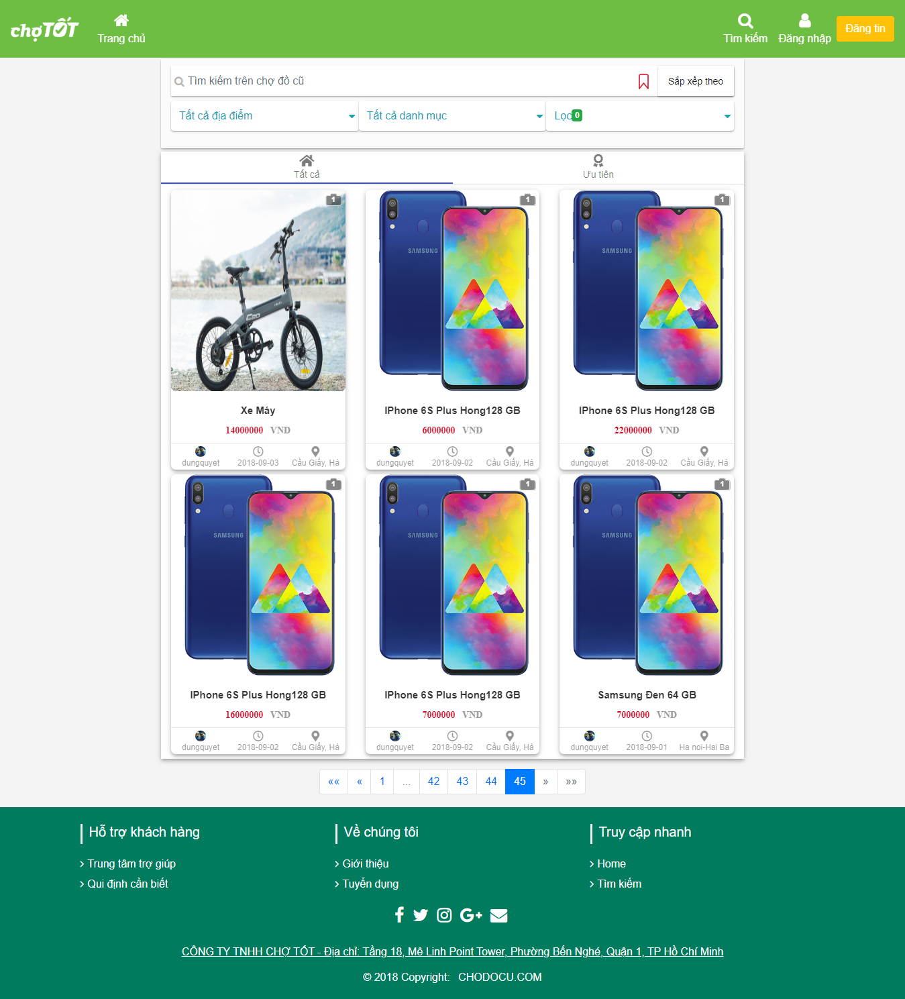 chợTỐT
Trang chủ
Tìm kiếm
Đăng nhập
Đăng tin
Tìm kiếm trên chợ đồ cũ
Sắp xếp theo
Tất cả địa điểm
Tất cả danh mục
Lọc 0
Tất cả
Ưu tiên
1
1
1
SAMSUNG
SAMSUNG
C20
Xe Máy
IPhone 6S Plus Hong128 GB
IPhone 6S Plus Hong128 GB
14000000 VND
6000000 VND
22000000 VND
dungquyet
2018-09-03
Cầu Giấy, Hà
dungquyet
2018-09-02
Cầu Giấy, Hà
dungquyet
2018-09-02
Cầu Giấy, Hà
1
1
1
SAMSUNG
SAMSUNG
SAMSUNG
IPhone 6S Plus Hong128 GB
IPhone 6S Plus Hong128 GB
Samsung Đen 64 GB
16000000 VND
7000000 VND
7000000 VND
dungquyet
2018-09-02
Cầu Giấy, Hà
dungquyet
2018-09-02
Cầu Giấy, Hà
dungquyet
2018-09-01
Ha noi-Hai Ba
«« « 1 ... 42 43 44 45 » »»
Hỗ trợ khách hàng
Trung tâm trợ giúp
Qui định cần biết
Về chúng tôi
Giới thiệu
Tuyển dụng
Truy cập nhanh
Home
Tìm kiếm
CÔNG TY TNHH CHỢ TỐT - Địa chỉ: Tầng 18, Mê Linh Point Tower, Phường Bến Nghé, Quận 1, TP Hồ Chí Minh
© 2018 Copyright: CHODOCU.COM